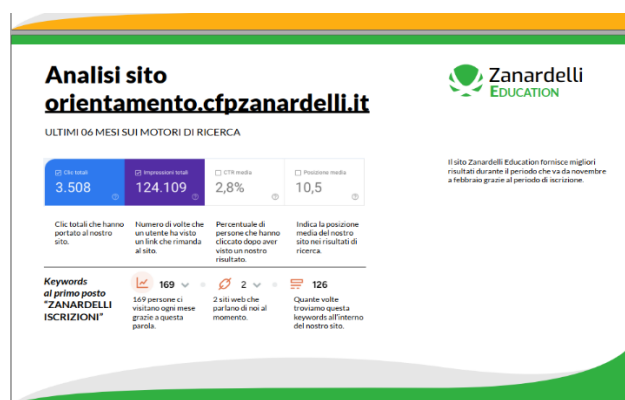 Analisi sito
orientamento.cfpzanardelli.it
Zanardelli
EDUCATION
ULTIMI 06 MESI SUI MOTORI DI RICERCA
Clic totali
3.508
Impressioni totali
124.109
CTR media
2,8%
Posizione media
10,5
Il sito Zanardelli Education fornisce migliori
risultati durante il periodo che va da novembre
a febbraio grazie al periodo di iscrizione.
Clic totali che hanno
portato al nostro
sito.
Numero di volte che
un utente ha visto
un link che rimanda
al sito.
Percentuale di
persone che hanno
cliccato dopo aver
visto un nostro
risultato.
Indica la posizione
media del nostro
sito nei risultati di
ricerca.
Keywords
al primo posto
"ZANARDELLI
ISCRIZIONI"
169
169 persone ci
visitano ogni mese
grazie a questa
parola.
2
2 siti web che
parlano di noi al
momento.
126
Quante volte
troviamo questa
keywords all'interno
del nostro sito.